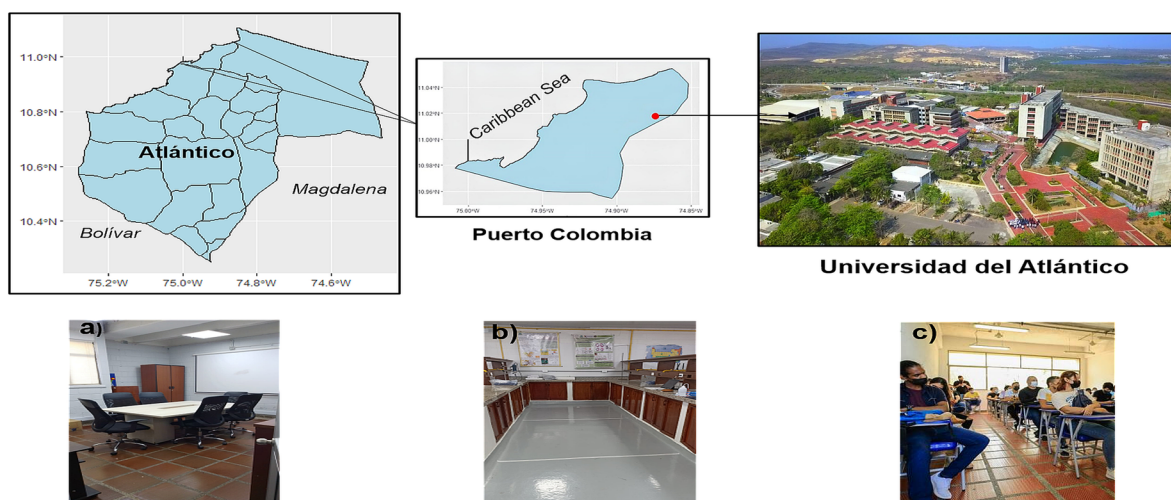 11.0°N
10.8°N
10.6°N
10.4°N
75.2°W 75.0°W 74.8°W 74.6°W
Atlántico
Magdalena
Bolívar
11.04°N
11.02°N
11.00°N
10.98°N
10.96°N
75.00°W 74.95°W 74.90°W 74.85°W
Caribbean Sea
Puerto Colombia
Universidad del Atlántico
a)
b)
c)